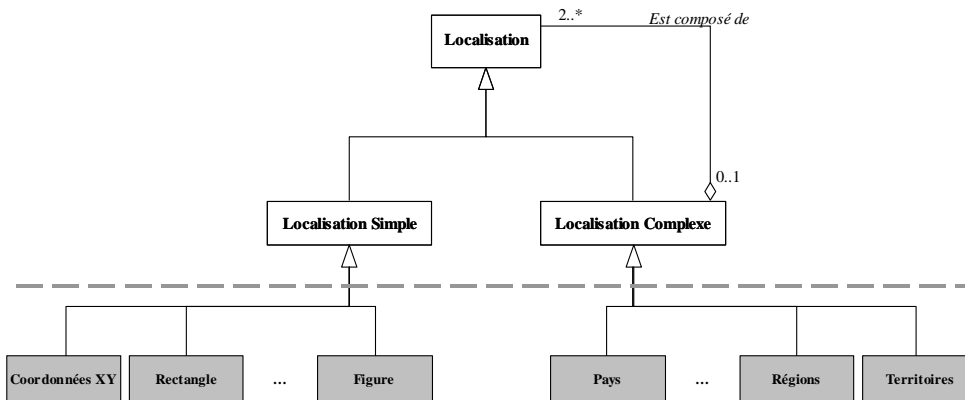 2..*
Est composé de
Localisation
0..1
Localisation Simple
Localisation Complexe
Coordonnées XY
Rectangle
...
Figure
Pays
...
Régions
Territoires